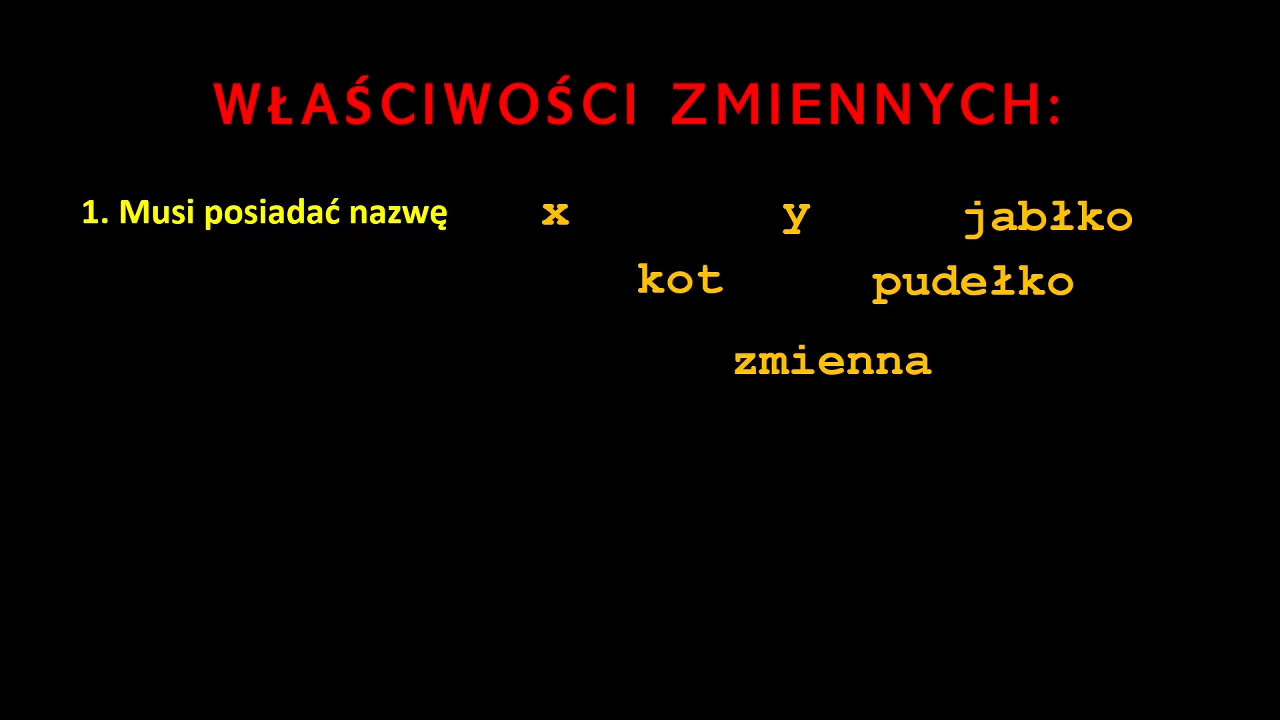 WŁAŚCIWOŚCI ZMIENNYCH:
1. Musi posiadać nazwę x y jabłko
kot pudełko
zmienna